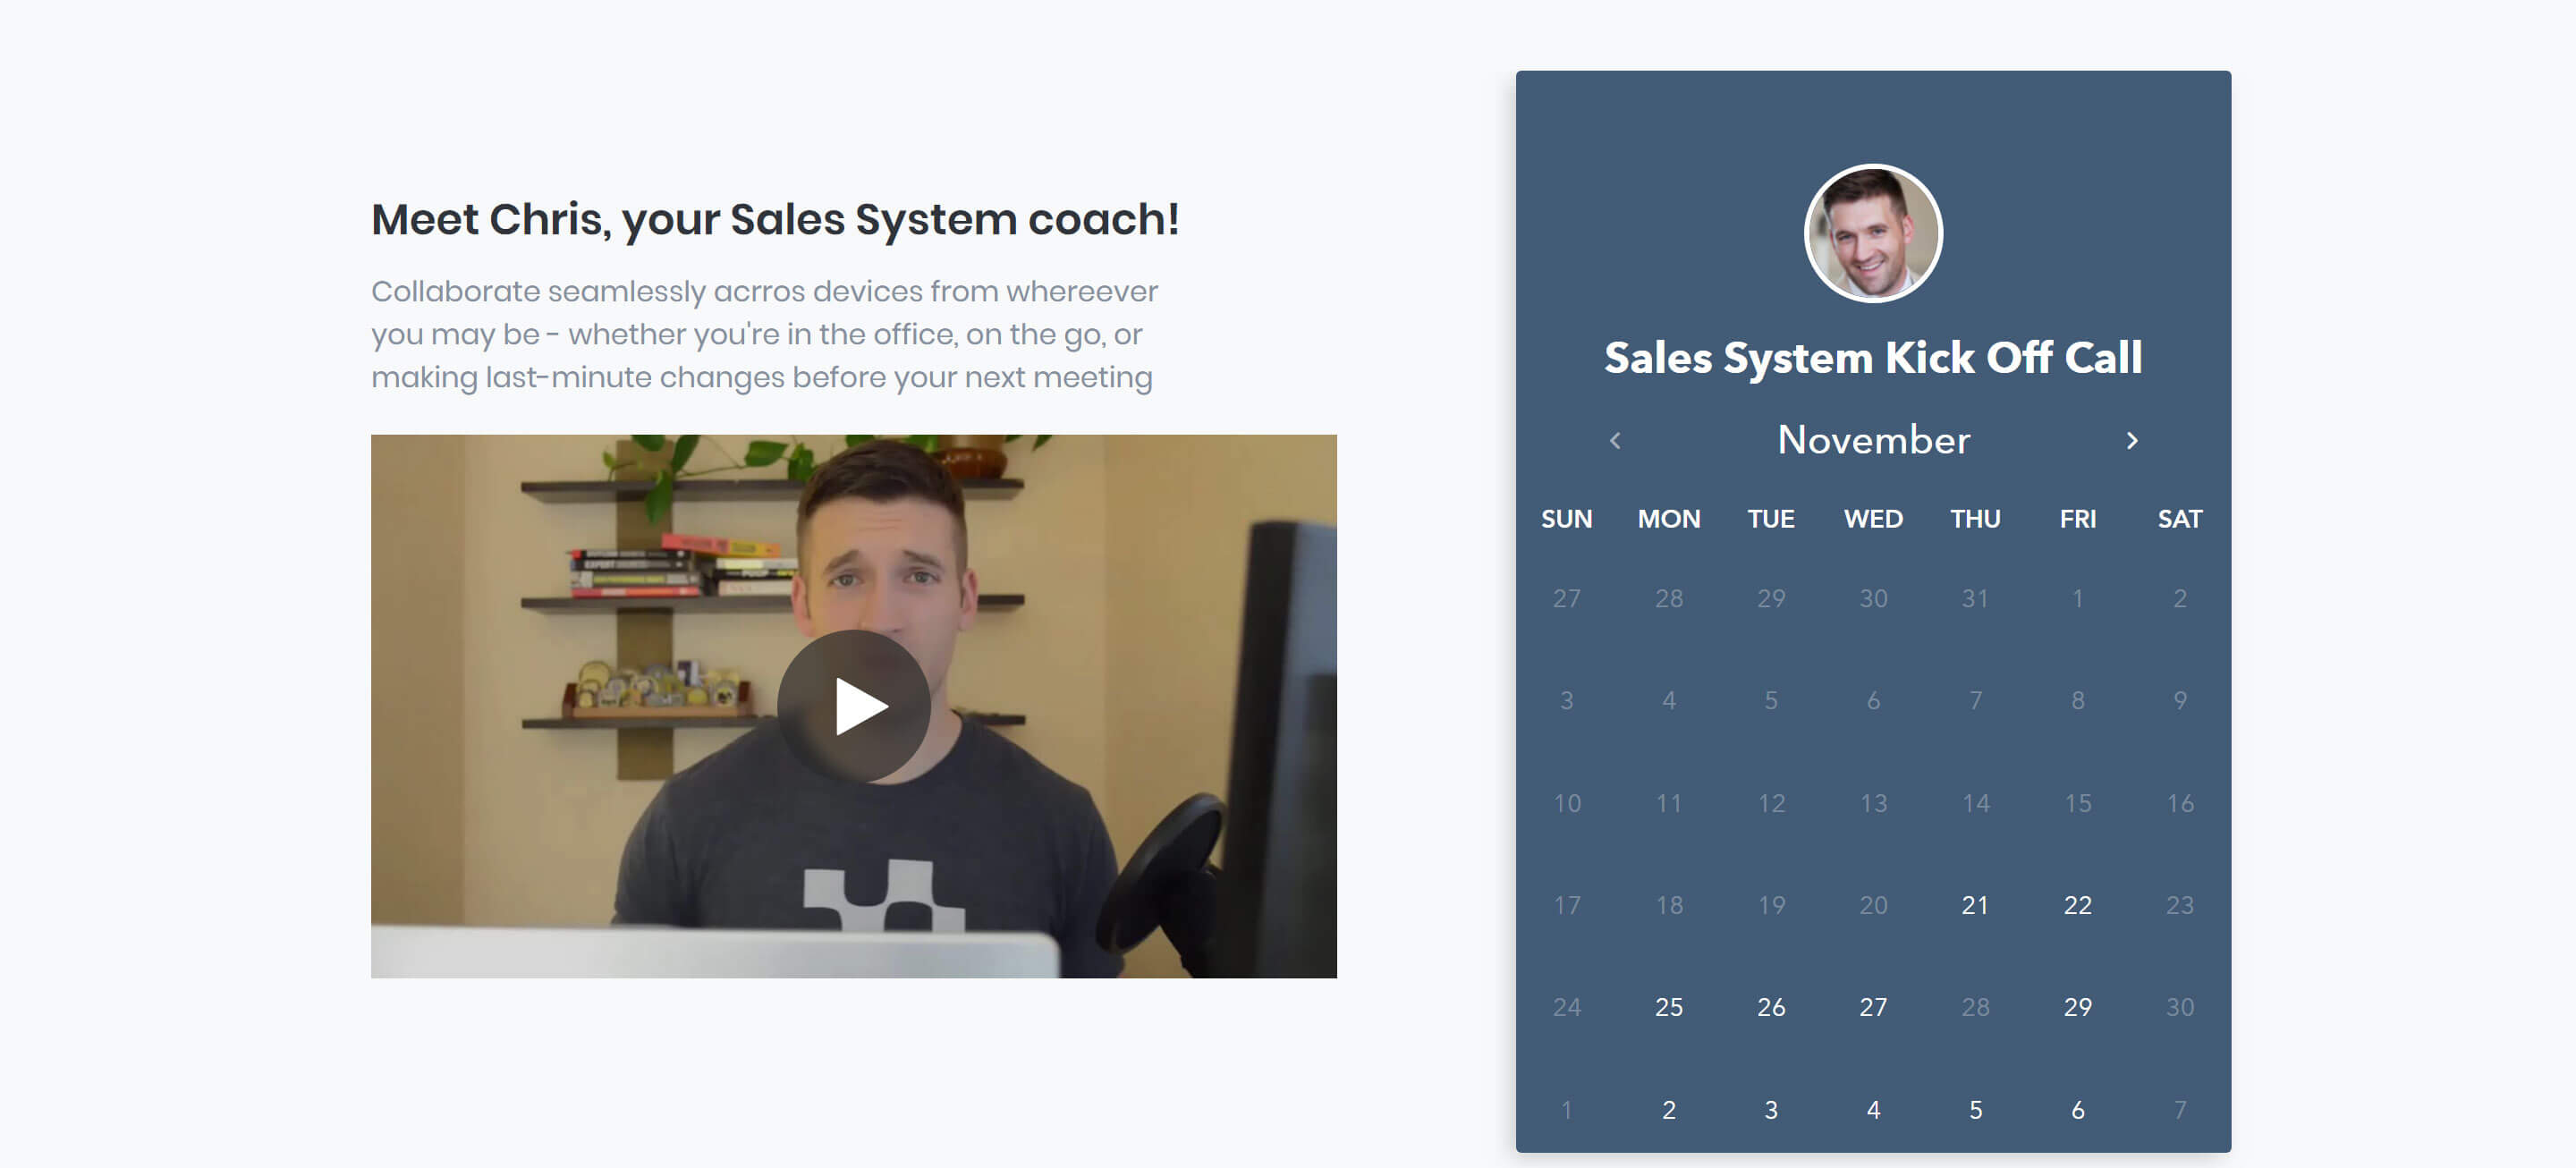 Meet Chris, your Sales System coach!
Collaborate seamlessly acrros devices from whereever
you may be - whether you're in the office, on the go, or
making last-minute changes before your next meeting
Sales System Kick Off Call
November
SUN MON TUE WED THU FRI SAT
27 28 29 30 31 1 2
3 4 5 6 7 8 9
10 11 12 13 14 15 16
17 18 19 20 21 22 23
24 25 26 27 28 29 30
1 2 3 4 5 6 7